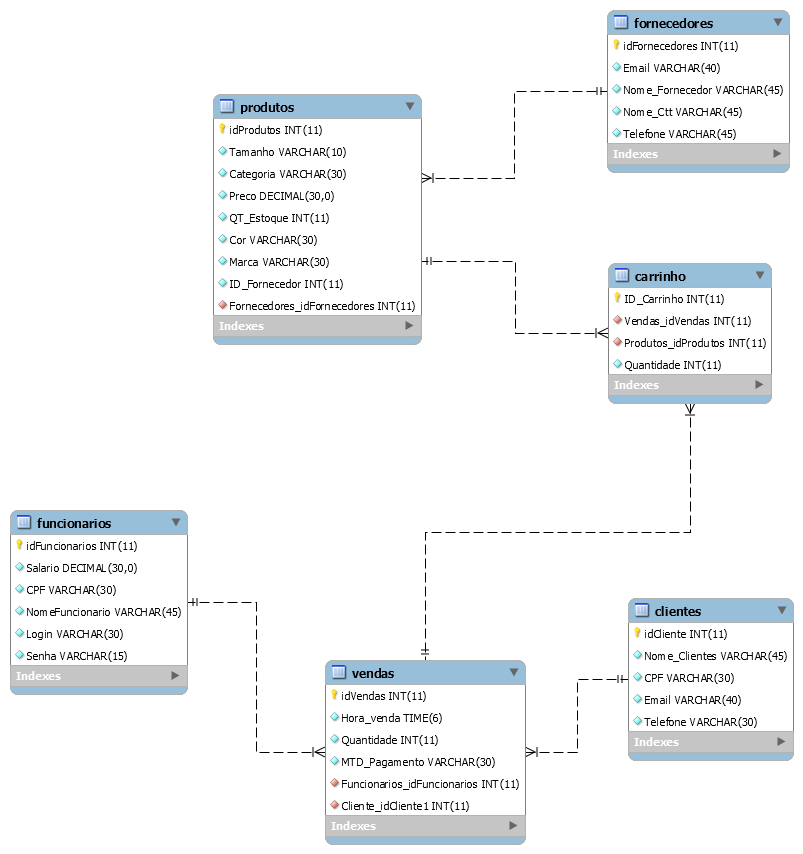 fornecedores
idFornecedores INT(11)
Email VARCHAR(40)
Nome_Fornecedor VARCHAR(45)
Nome_Ctt VARCHAR(45)
Telefone VARCHAR(45)
Indexes
produtos
idProdutos INT(11)
Tamanho VARCHAR(10)
Categoria VARCHAR(30)
Preco DECIMAL(30,0)
QT_Estoque INT(11)
Cor VARCHAR(30)
Marca VARCHAR(30)
ID_Fornecedor INT(11)
Fornecedores_idFornecedores INT(11)
Indexes
carrinho
ID_Carrinho INT(11)
Vendas_idVendas INT(11)
Produtos_idProdutos INT(11)
Quantidade INT(11)
Indexes
funcionarios
idFuncionarios INT(11)
Salario DECIMAL(30,0)
CPF VARCHAR(30)
NomeFuncionario VARCHAR(45)
Login VARCHAR(30)
Senha VARCHAR(15)
Indexes
clientes
idCliente INT(11)
Nome_Clientes VARCHAR(45)
CPF VARCHAR(30)
Email VARCHAR(40)
Telefone VARCHAR(30)
Indexes
vendas
idVendas INT(11)
Hora_venda TIME(6)
Quantidade INT(11)
MTD_Pagamento VARCHAR(30)
Funcionarios_idFuncionarios INT(11)
Cliente_idCliente1 INT(11)
Indexes